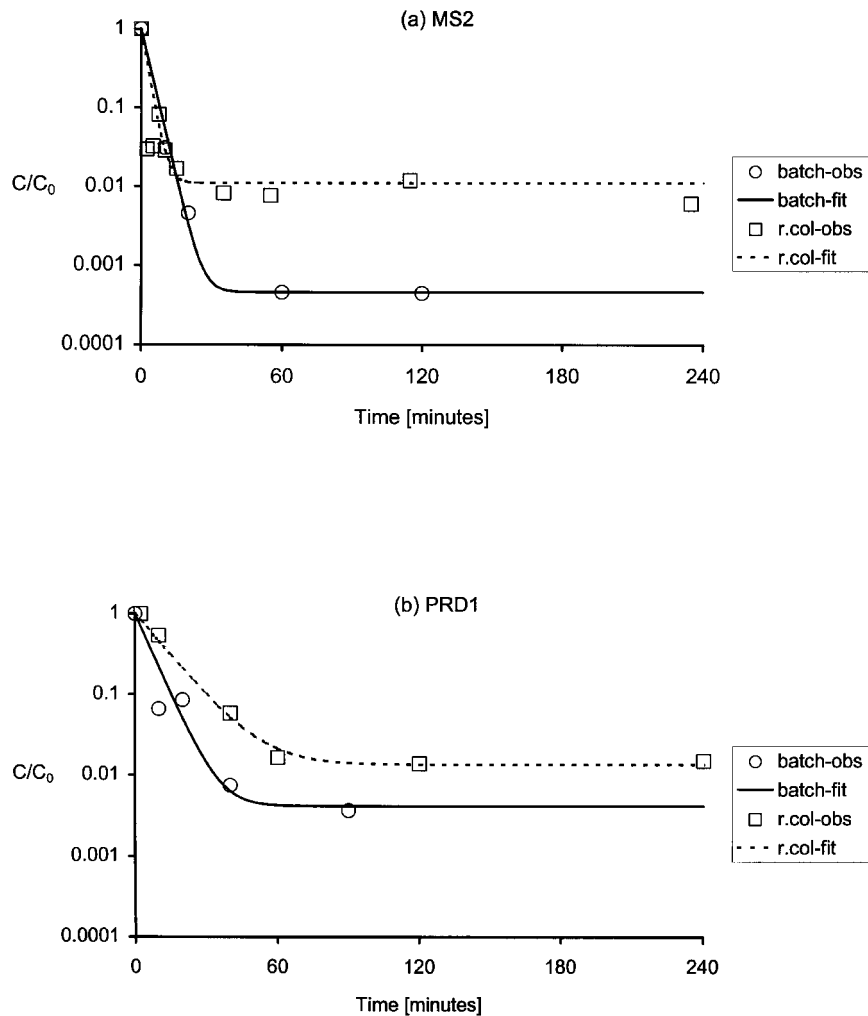 (a) MS2
1
0.1
0.01
0.001
0.0001
C/C0
0 60 120 180 240
Time [minutes]
batch-obs
batch-fit
r.col-obs
r.col-fit
(b) PRD1
1
0.1
0.01
0.001
0.0001
C/C0
0 60 120 180 240
Time [minutes]
batch-obs
batch-fit
r.col-obs
r.col-fit